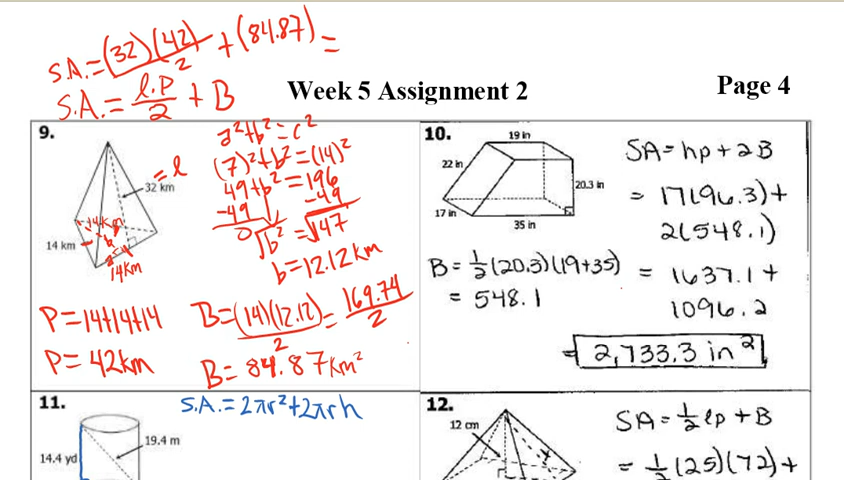 S.A.=(32)(42)/2 + (84.87) =
S.A.= l.P/2 + B
Week 5 Assignment 2
Page 4
9.
= l
32 km
14km
14 km
14km
a²+b²=c²
(7)²+b²=(14)²
49+b²=196
-49 -49
0 √b²=√147
b=12.12km
P=14+14+14
P=42km
B=(14)(12.12)/2=169.74/2
B=84.87km²
10.
19 in
22 in
20.3 in
17 in
35 in
SA=hp+2B
= 17(96.3)+
2(548.1)
B=½(20.3)(19+35)
= 548.1
= 1637.1+
1096.2
= 2,733.3 in²
11.
S.A.=2πr²+2πrh
19.4 m
14.4 yd
12.
12 cm
SA=½lp+B
=½(25)(72)+